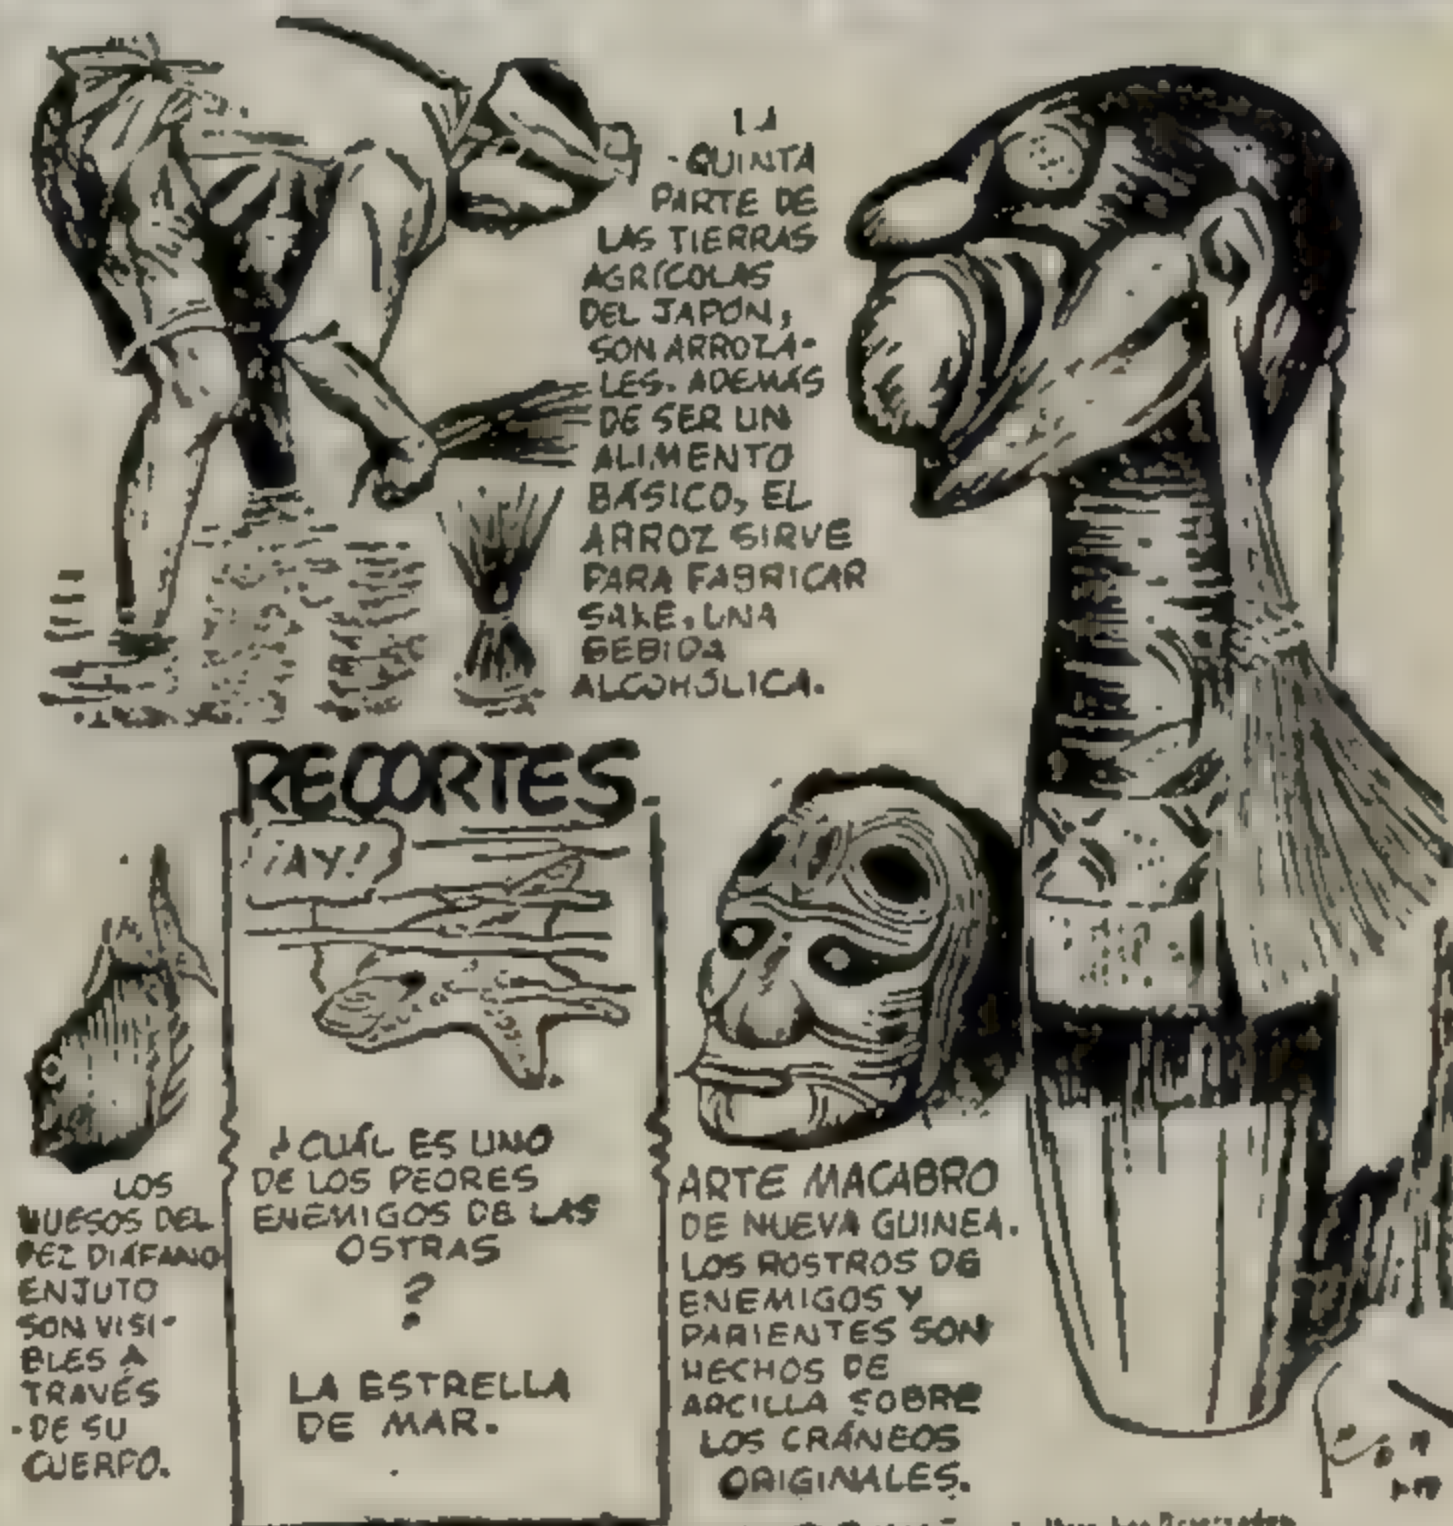 LA
QUINTA
PARTE DE
LAS TIERRAS
AGRÍCOLAS
DEL JAPÓN,
SON ARROZA-
LES. ADEMÁS
DE SER UN
ALIMENTO
BÁSICO, EL
ARROZ SIRVE
PARA FABRICAR
SAKE, UNA
BEBIDA
ALCOHÓLICA.
RECORTES
¡AY!
¿CUÁL ES UNO
DE LOS PEORES
ENEMIGOS DE LAS
OSTRAS
?
LA ESTRELLA
DE MAR.
LOS
HUESOS DEL
PEZ DIÁFANO
ENJUTO
SON VISI-
BLES A
TRAVÉS
DE SU
CUERPO.
ARTE MACABRO
DE NUEVA GUINEA.
LOS ROSTROS DE
ENEMIGOS Y
PARIENTES SON
HECHOS DE
ARCILLA SOBRE
LOS CRÁNEOS
ORIGINALES.